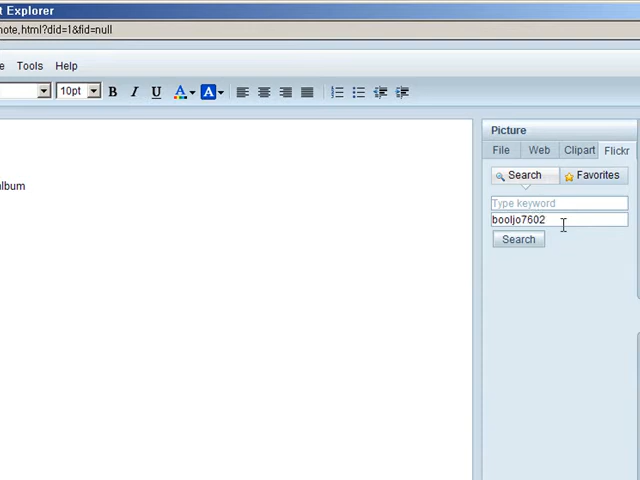 t Explorer
note.html?did=1&fid=null
e Tools Help
10pt B I U A A
Picture
album
File Web Clipart Flickr
Search Favorites
Type keyword
booljo7602
Search